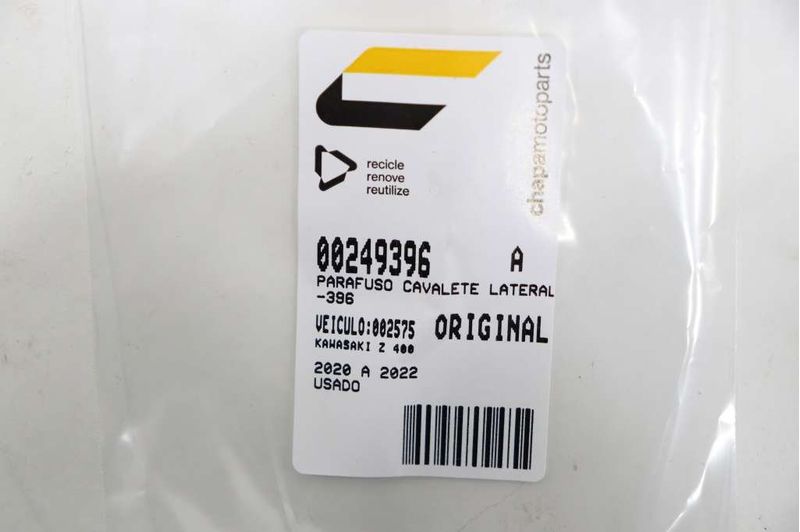 chapamotoparts
recicle
renove
reutilize
00249396 A
PARAFUSO CAVALETE LATERAL
-396
VEICULO:002575 ORIGINAL
KAWASAKI Z 400
2020 A 2022
USADO